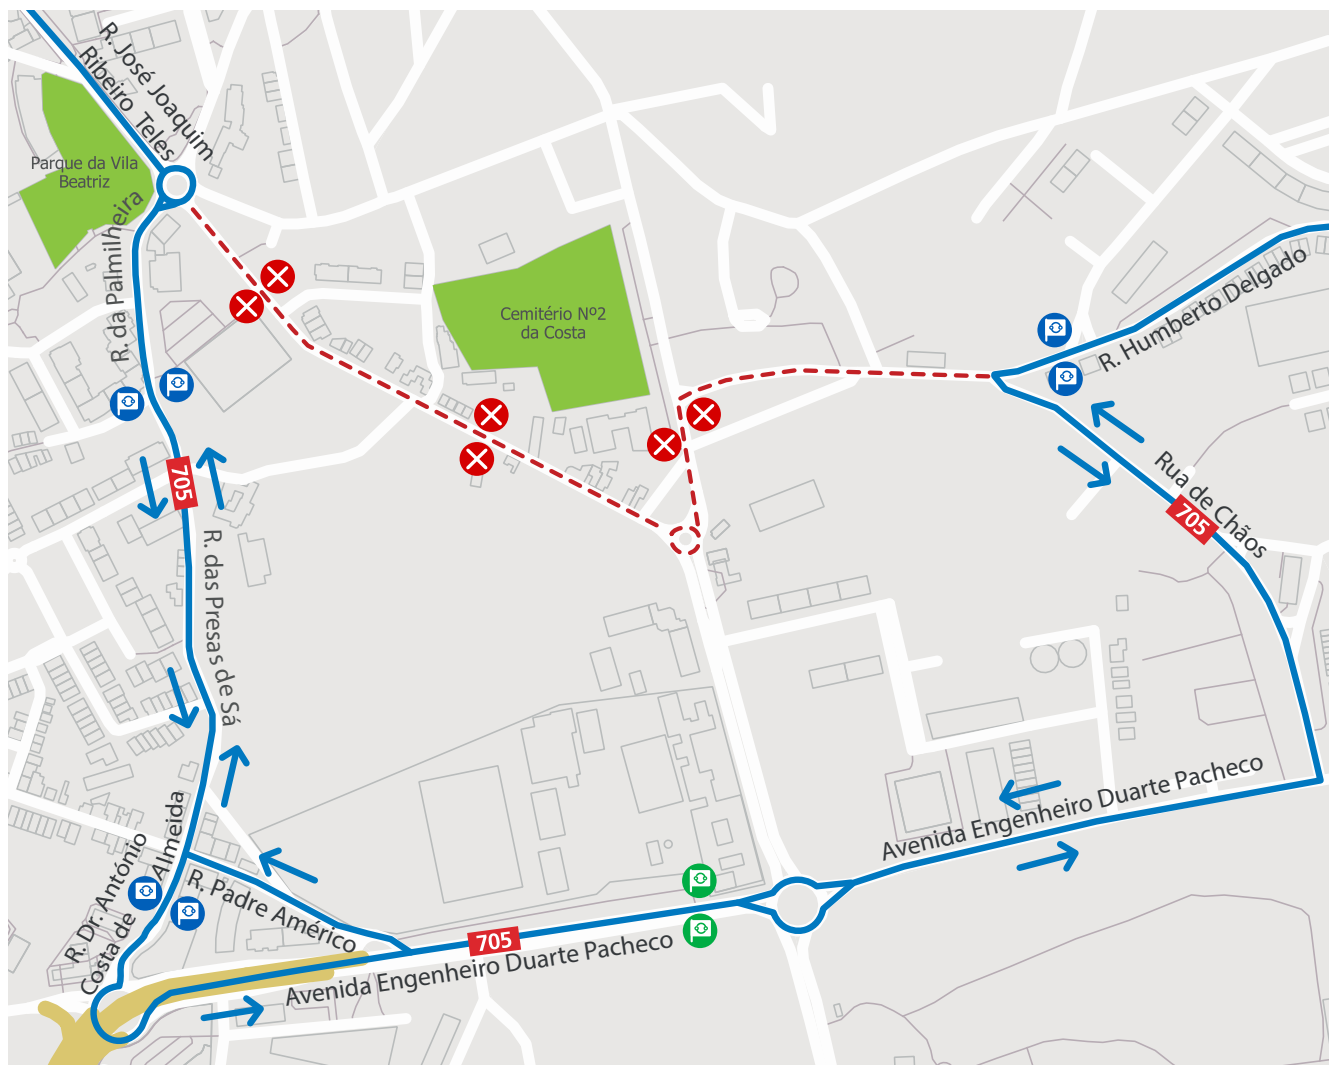 R. José Joaquim
Ribeiro Teles
Parque da Vila
Beatriz
R. da Palmilheira
Cemitério Nº2
da Costa
R. Humberto Delgado
705
Rua de Chãos
705
R. das Presas de Sá
Avenida Engenheiro Duarte Pacheco
R. Dr. António
Costa de Almeida
R. Padre Américo
705
Avenida Engenheiro Duarte Pacheco